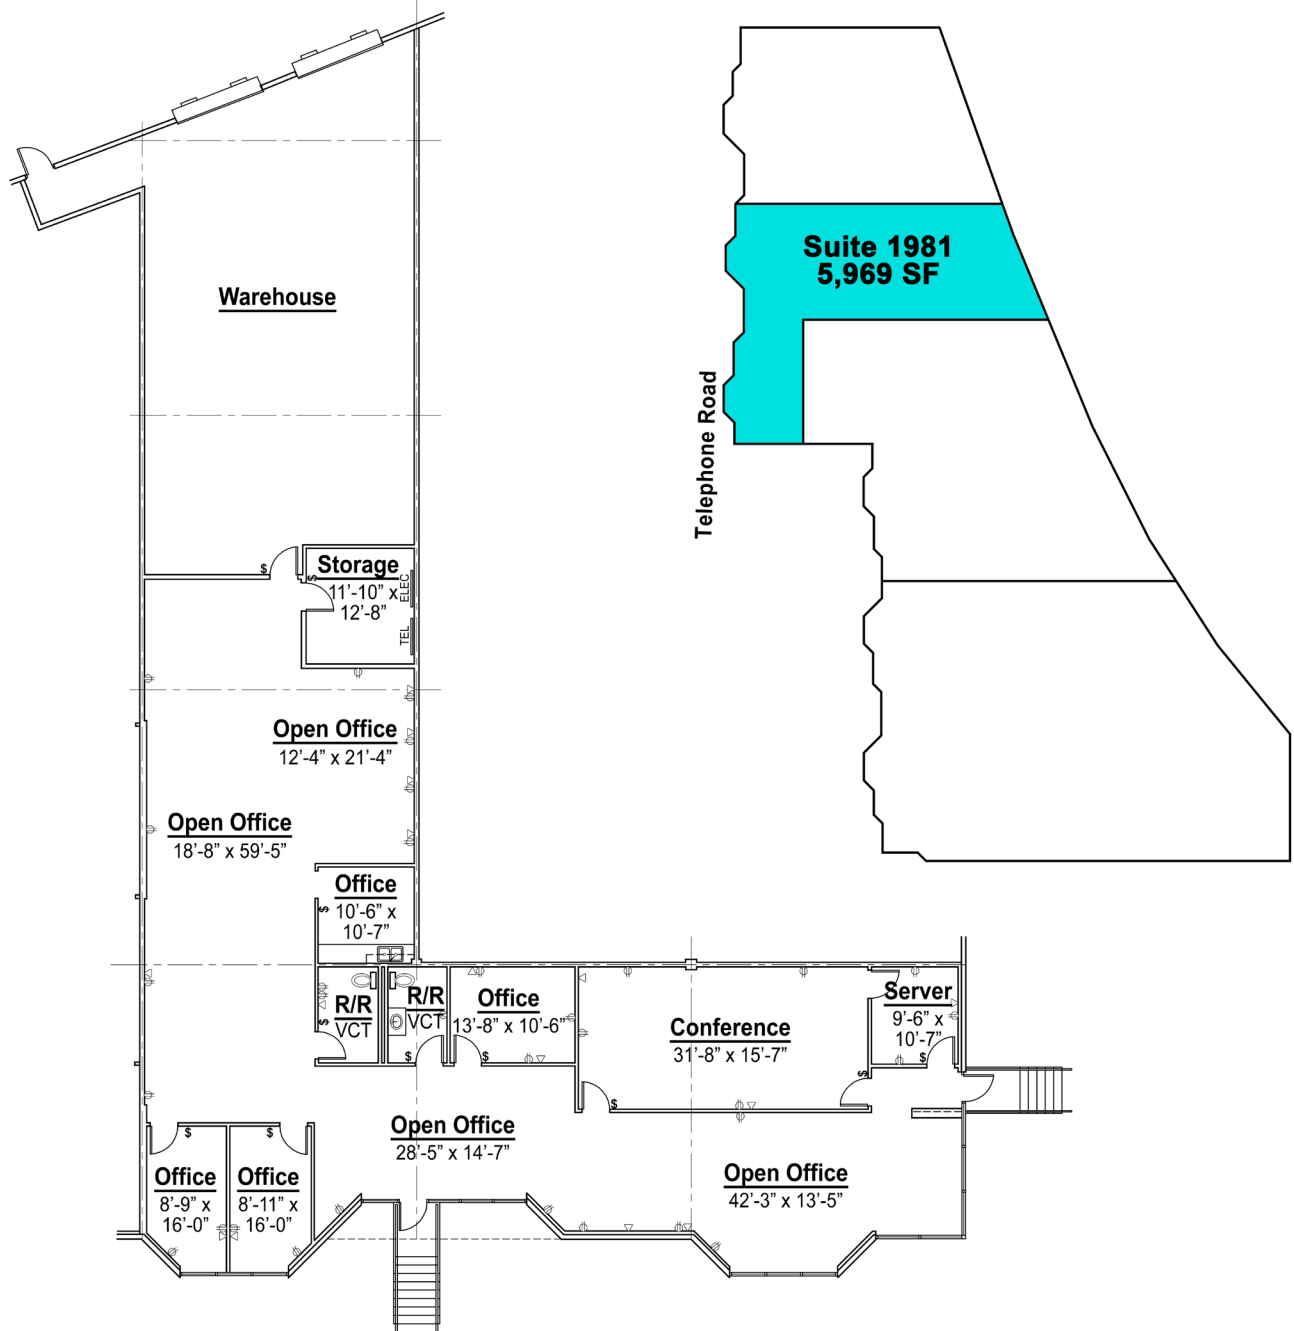 Suite 1981
5,969 SF
Telephone Road
Warehouse
$
Storage
$
11’-10” x
12’-8”
ELEC
TEL
Open Office
12’-4” x 21’-4”
Open Office
18’-8” x 59’-5”
Office
$
10’-6” x
10’-7”
R/R
VCT
$
R/R
VCT
$
Office
13’-8” x 10’-6”
$
Conference
31’-8” x 15’-7”
$
$
Server
9’-6” x
10’-7”
$
Open Office
28’-5” x 14’-7”
Open Office
42’-3” x 13’-5”
$
Office
8’-9” x
16’-0”
$
Office
8’-11” x
16’-0”